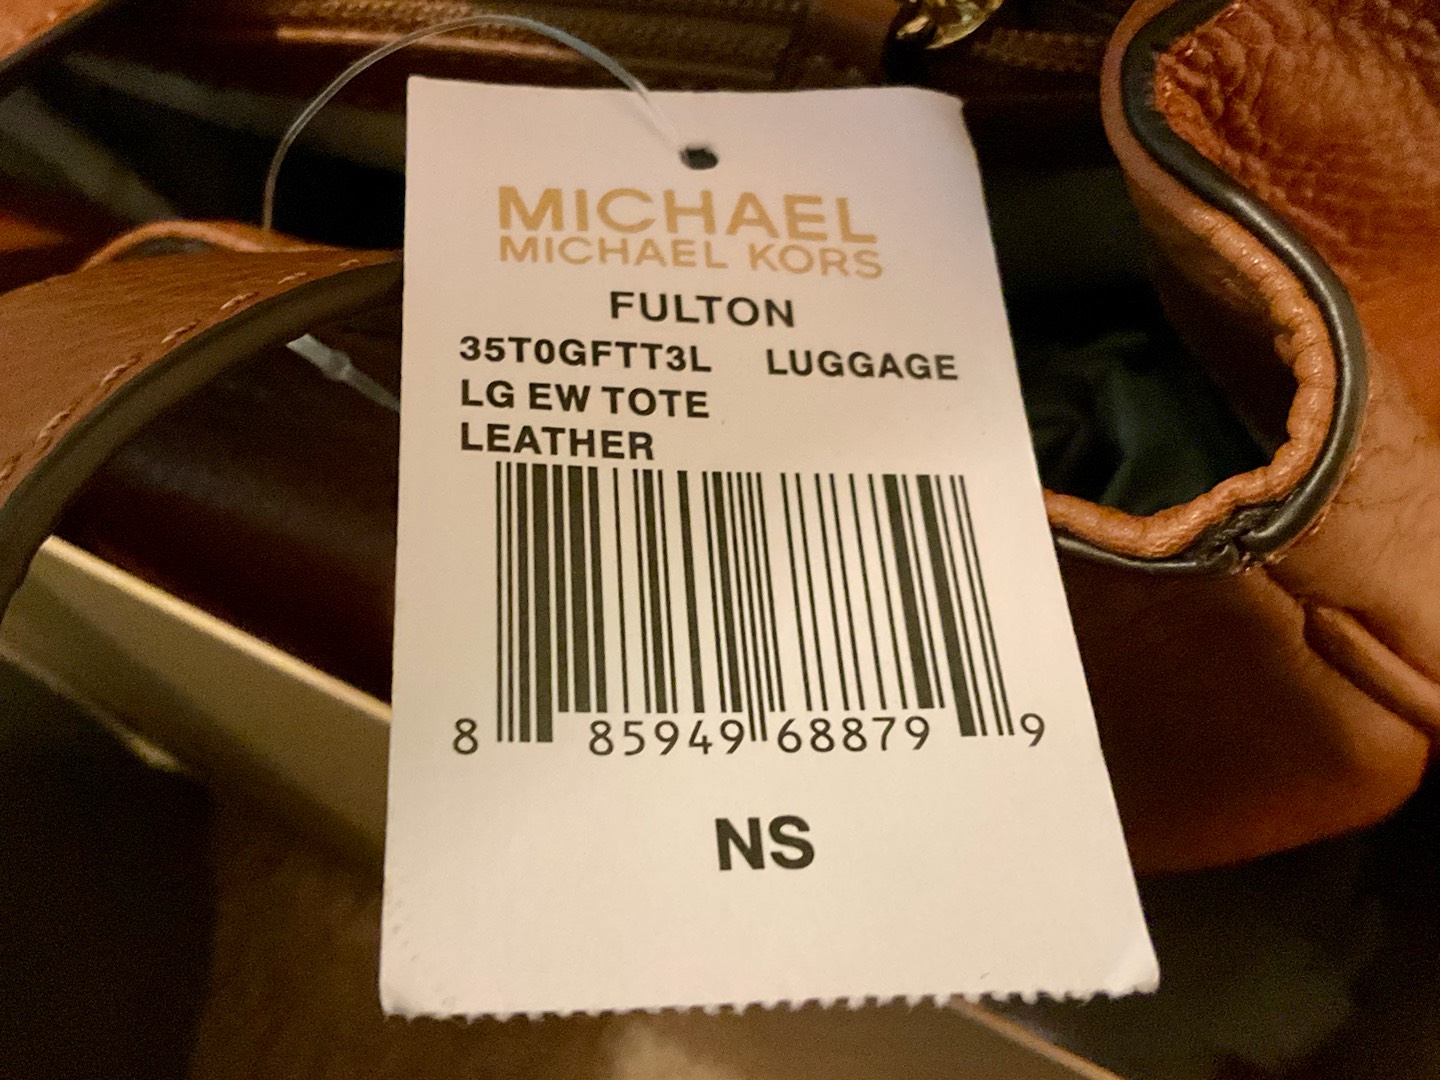 MICHAEL
MICHAEL KORS
FULTON
35T0GFTT3L LUGGAGE
LG EW TOTE
LEATHER
8 85949 68879 9
NS